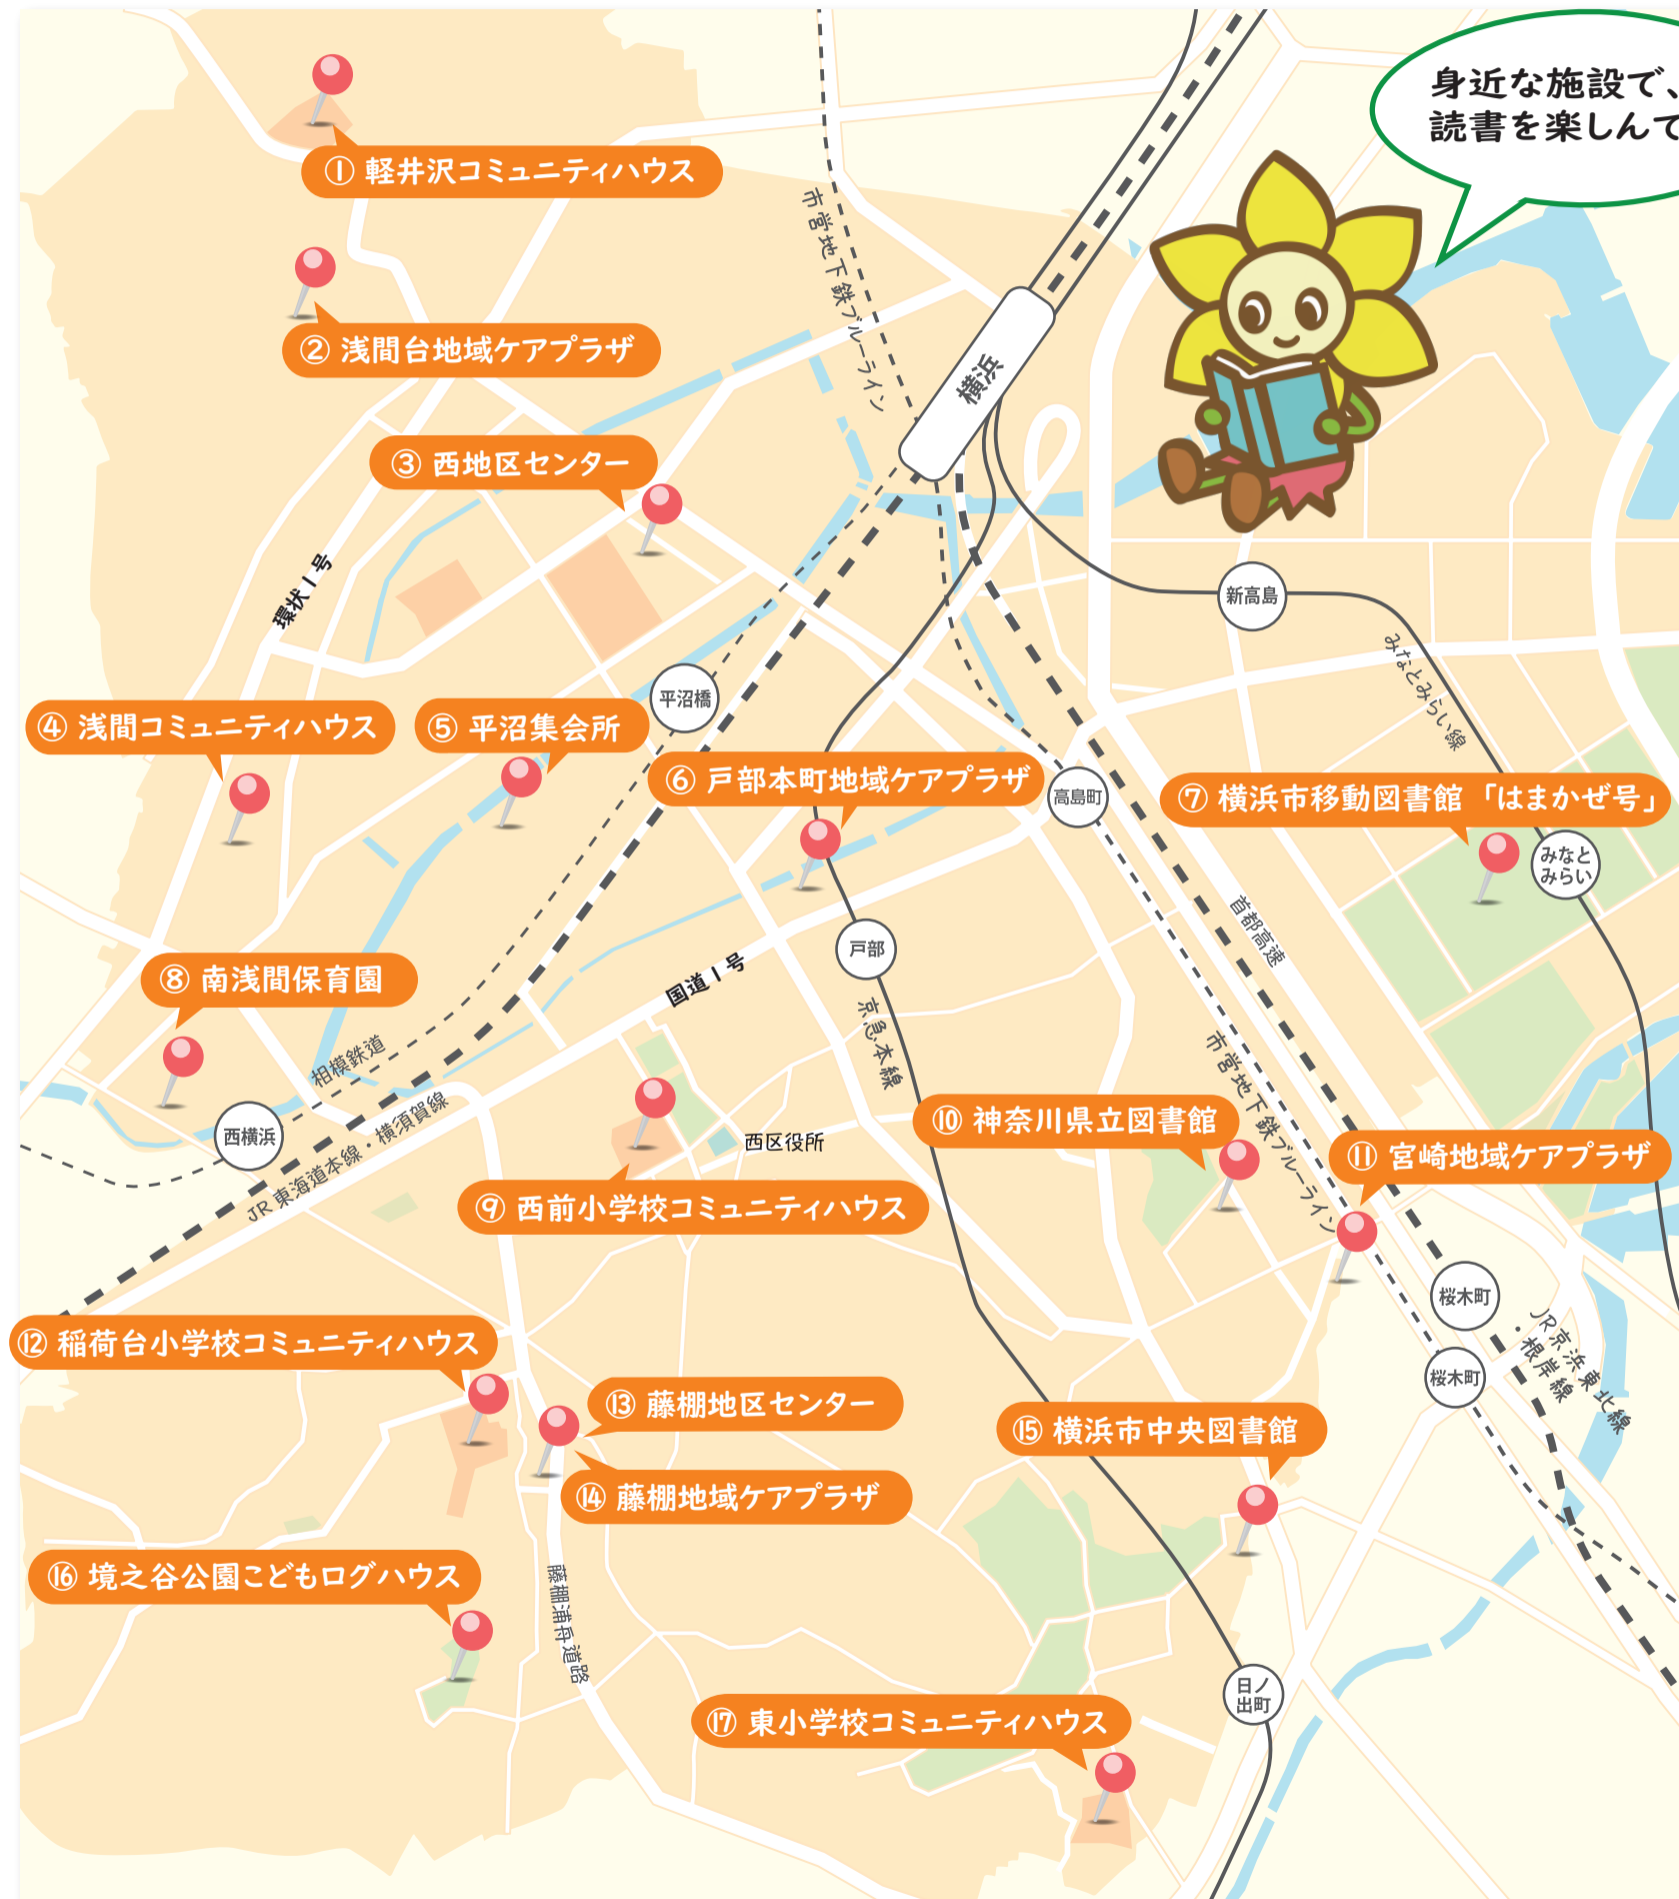 身近な施設で、
読書を楽しんで
① 軽井沢コミュニティハウス
市営地下鉄ブルーライン
② 浅間台地域ケアプラザ
横浜
③ 西地区センター
環状1号
新高島
みなとみらい線
平沼橋
④ 浅間コミュニティハウス
⑤ 平沼集会所
⑥ 戸部本町地域ケアプラザ
高島町
⑦ 横浜市移動図書館「はまかぜ号」
みなと
みらい
首都高速
戸部
国道1号
⑧ 南浅間保育園
京急本線
相模鉄道
市営地下鉄ブルーライン
西横浜
JR 東海道本線・横須賀線
西区役所
⑩ 神奈川県立図書館
⑪ 宮崎地域ケアプラザ
⑨ 西前小学校コミュニティハウス
桜木町
桜木町
JR京浜東北線
・根岸線
⑫ 稲荷台小学校コミュニティハウス
⑬ 藤棚地区センター
⑭ 藤棚地域ケアプラザ
⑮ 横浜市中央図書館
⑯ 境之谷公園こどもログハウス
藤棚浦舟道路
日ノ
出町
⑰ 東小学校コミュニティハウス